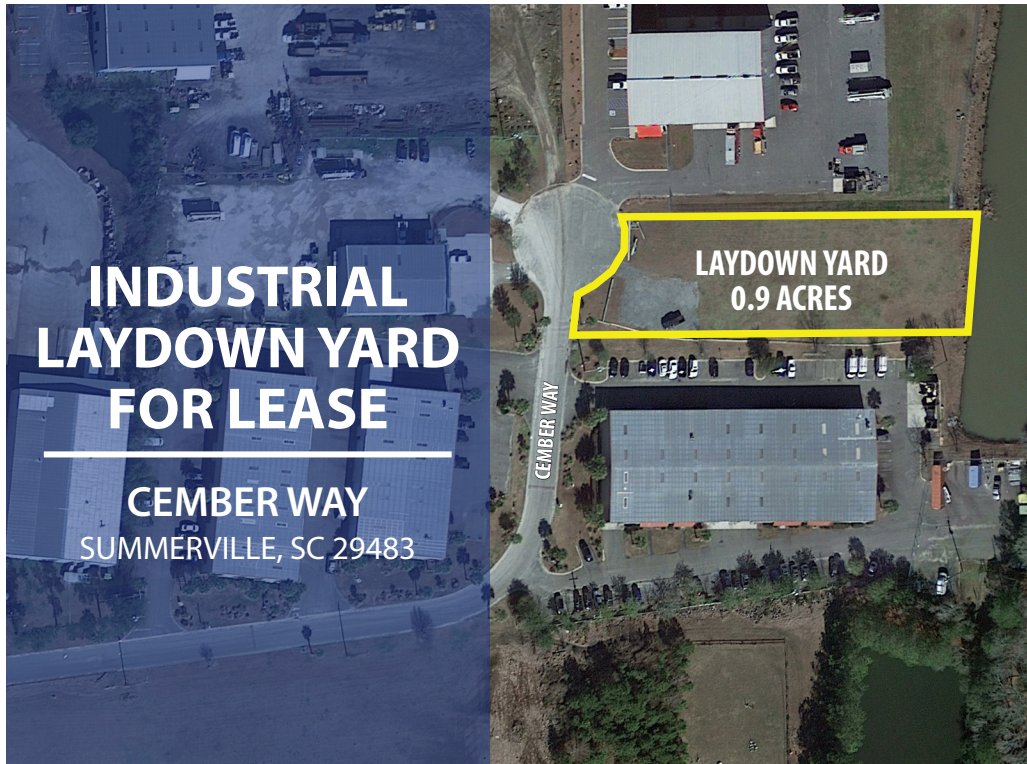 INDUSTRIAL
LAYDOWN YARD
FOR LEASE
CEMBER WAY
SUMMERVILLE, SC 29483
LAYDOWN YARD
0.9 ACRES
CEMBER WAY